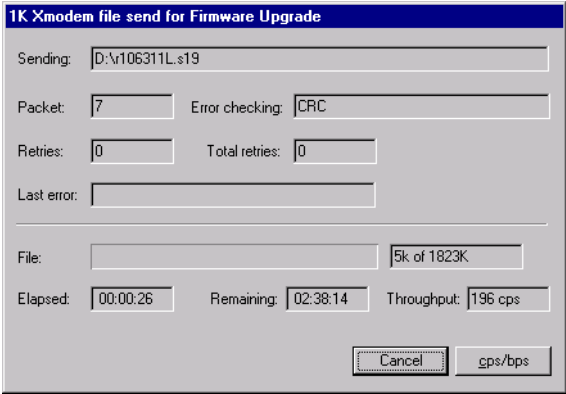 1K Xmodem file send for Firmware Upgrade
Sending: D:\r106311L.s19
Packet: 7 Error checking: CRC
Retries: 0 Total retries: 0
Last error:
File: 5k of 1823K
Elapsed: 00:00:26 Remaining: 02:38:14 Throughput: 196 cps
Cancel cps/bps